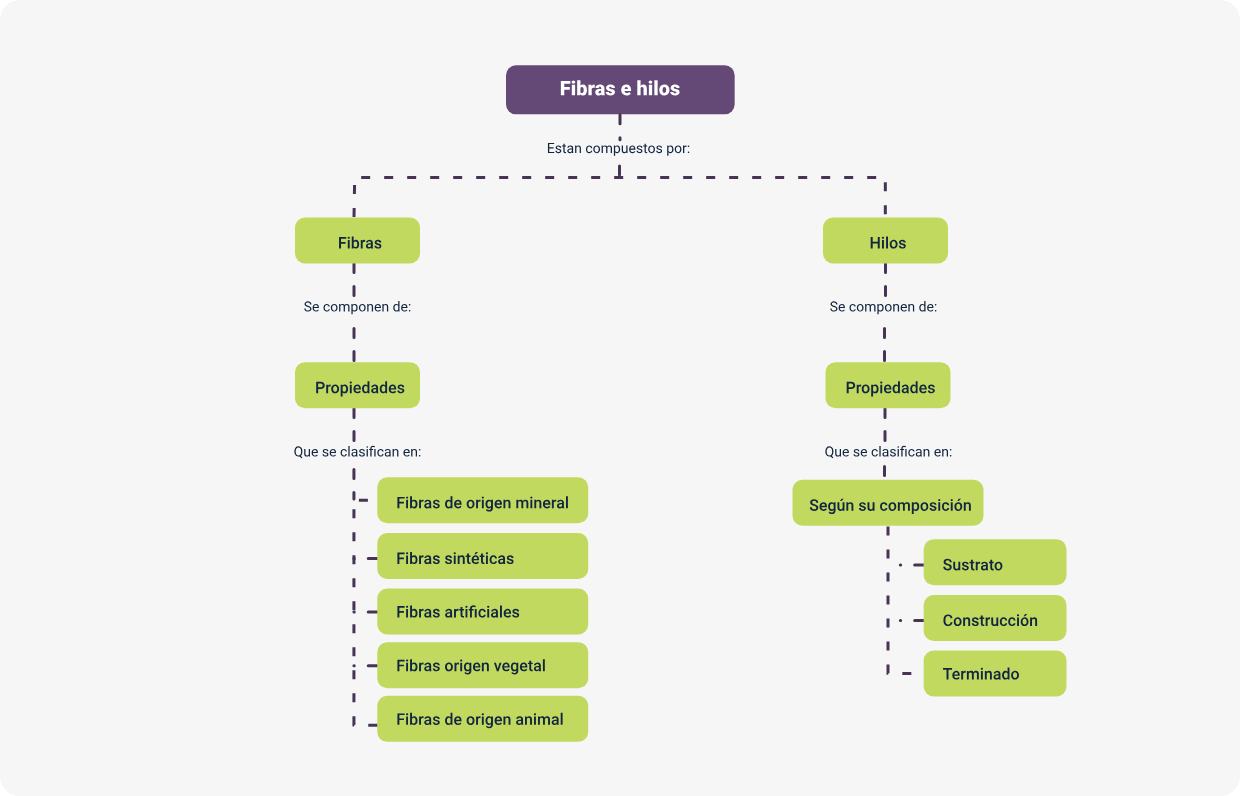 Fibras e hilos
Estan compuestos por:
Fibras
Hilos
Se componen de:
Se componen de:
Propiedades
Propiedades
Que se clasifican en:
Que se clasifican en:
Fibras de origen mineral
Fibras sintéticas
Fibras artificiales
Fibras origen vegetal
Fibras de origen animal
Según su composición
Sustrato
Construcción
Terminado